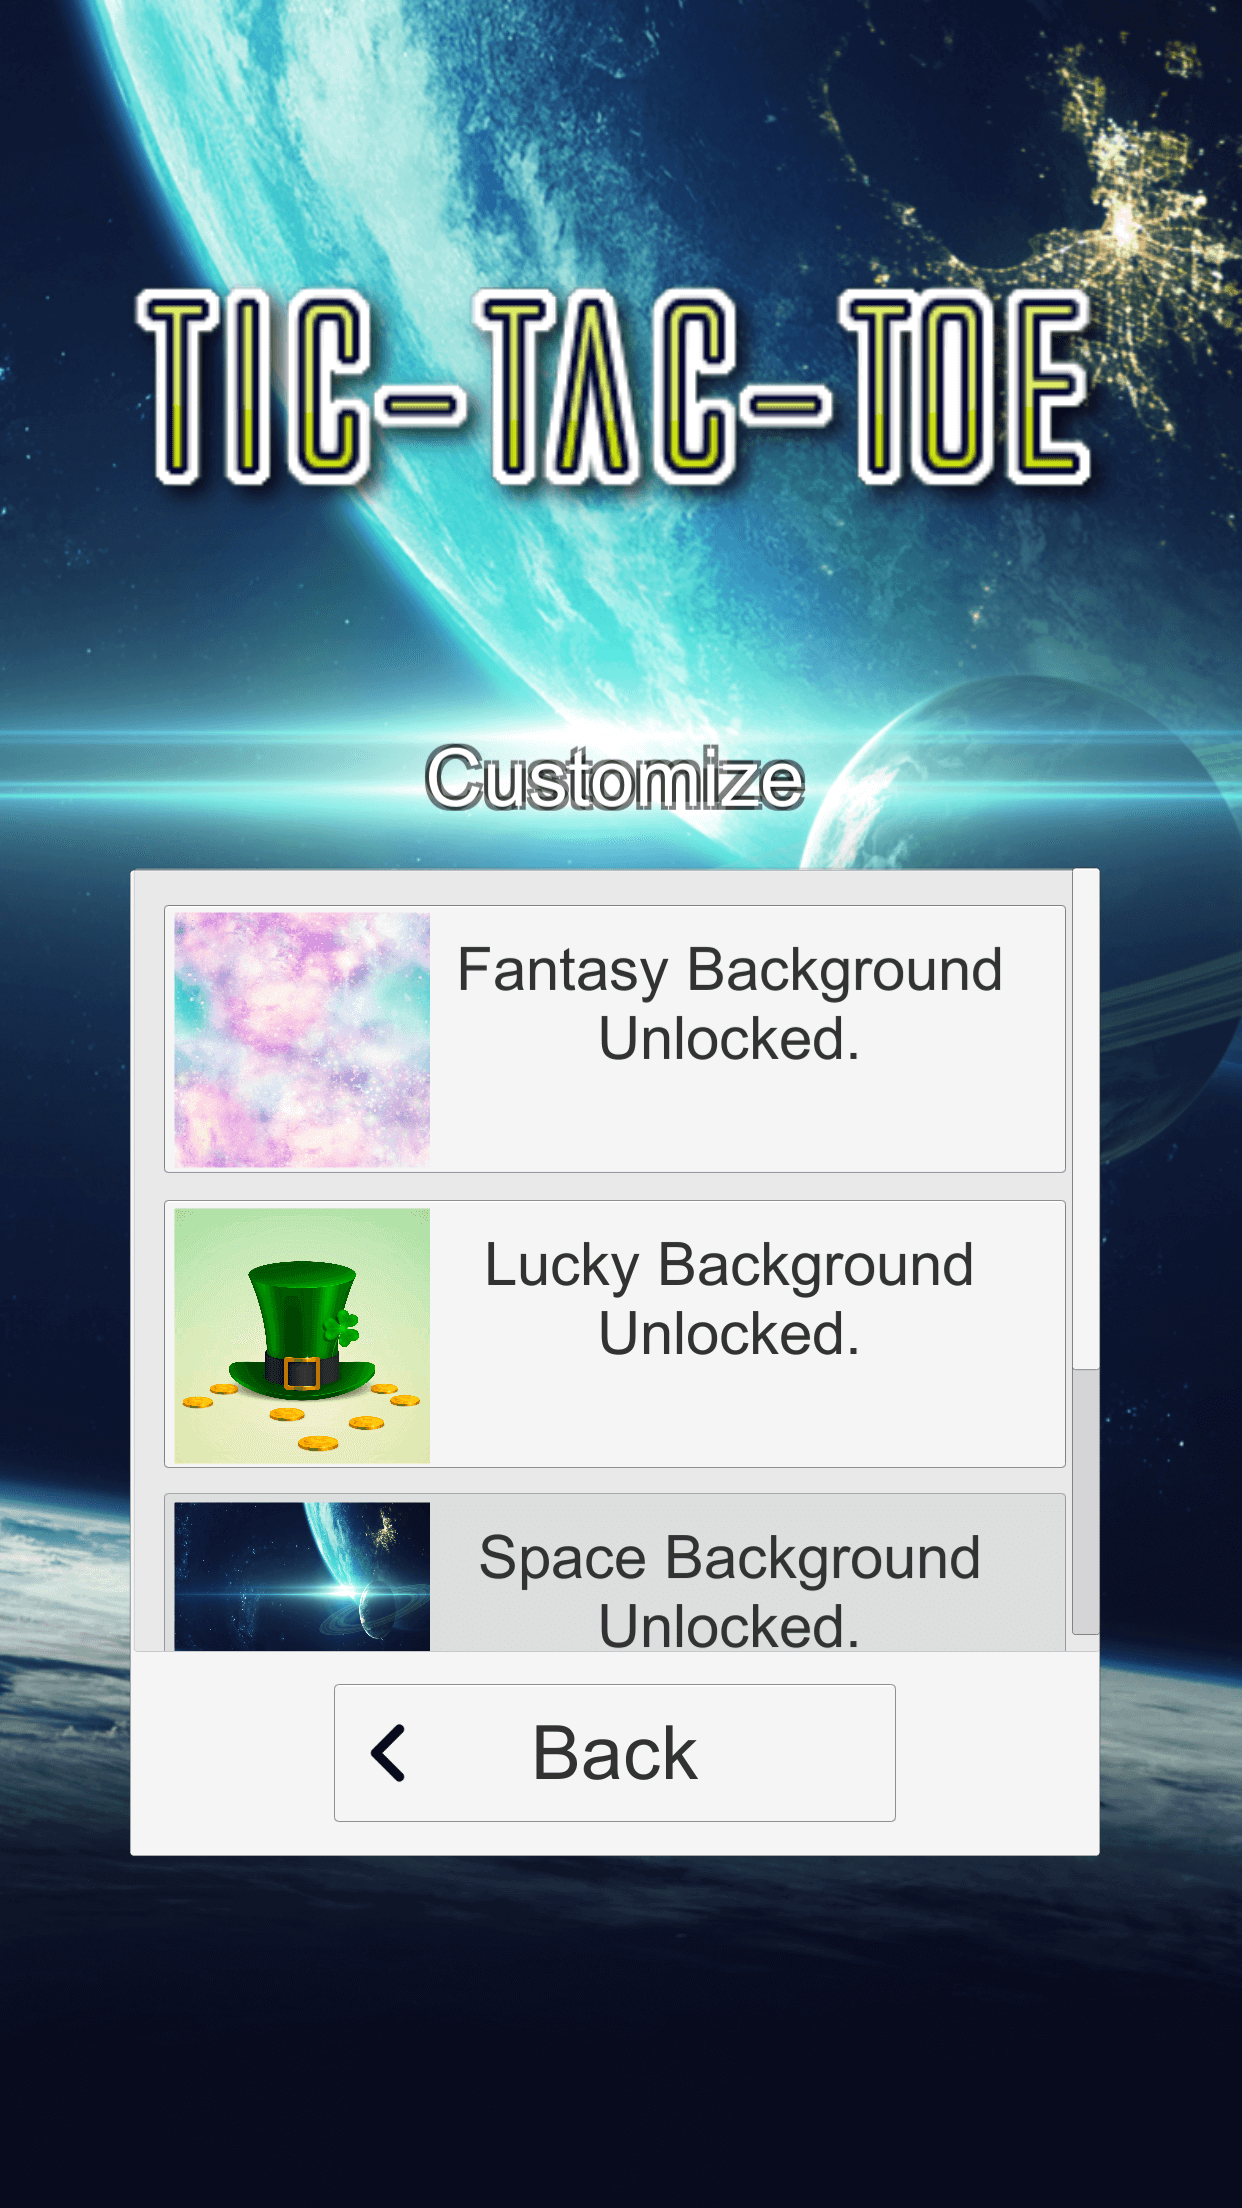 TIC-TAC-TOE
Customize
Fantasy Background
Unlocked.
Lucky Background
Unlocked.
Space Background
Unlocked.
Back